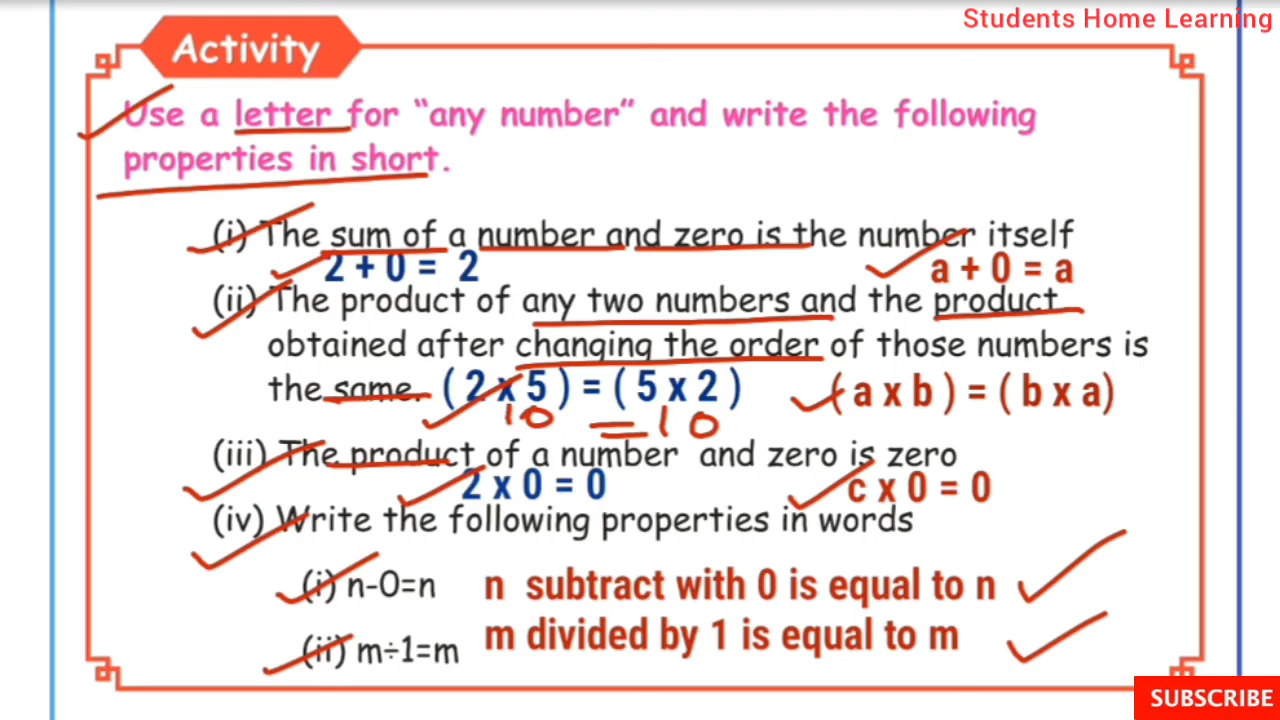 Students Home Learning
Activity
Use a letter for “any number” and write the following
properties in short.
(i) The sum of a number and zero is the number itself
2 + 0 = 2 a + 0 = a
(ii) The product of any two numbers and the product
obtained after changing the order of those numbers is
the same. ( 2 x 5 ) = ( 5 x 2 ) ( a x b ) = ( b x a )
10 = 10
(iii) The product of a number and zero is zero
2 x 0 = 0 c x 0 = 0
(iv) Write the following properties in words
(i) n-0=n n subtract with 0 is equal to n
(ii) m÷1=m m divided by 1 is equal to m
SUBSCRIBE